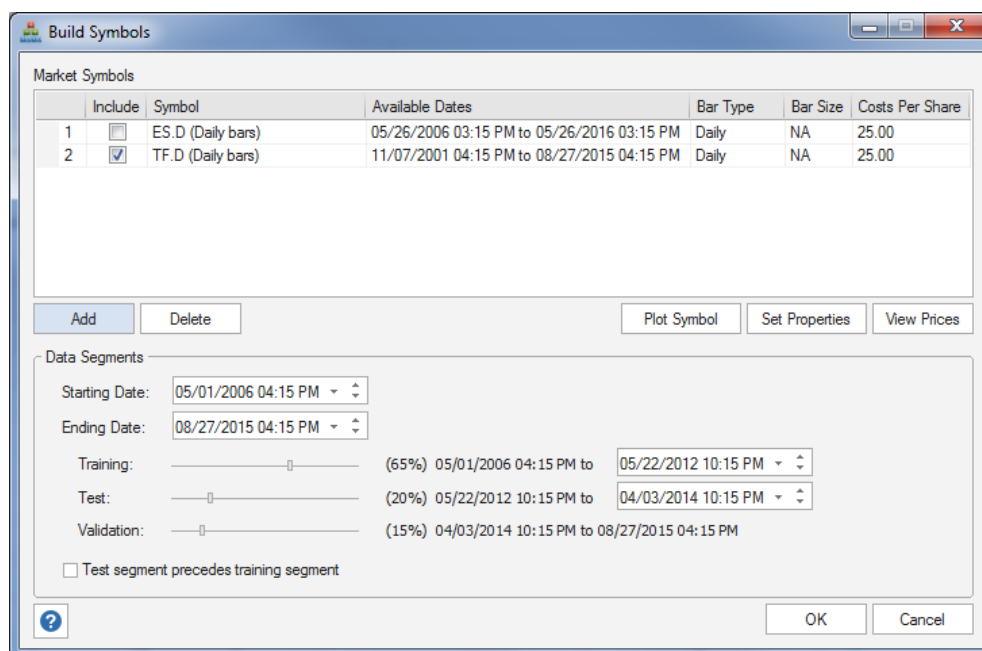 Build Symbols
Market Symbols
Include Symbol Available Dates Bar Type Bar Size Costs Per Share
1 ES.D (Daily bars) 05/26/2006 03:15 PM to 05/26/2016 03:15 PM Daily NA 25.00
2 TF.D (Daily bars) 11/07/2001 04:15 PM to 08/27/2015 04:15 PM Daily NA 25.00
Add Delete Plot Symbol Set Properties View Prices
Data Segments
Starting Date: 05/01/2006 04:15 PM
Ending Date: 08/27/2015 04:15 PM
Training: (65%) 05/01/2006 04:15 PM to 05/22/2012 10:15 PM
Test: (20%) 05/22/2012 10:15 PM to 04/03/2014 10:15 PM
Validation: (15%) 04/03/2014 10:15 PM to 08/27/2015 04:15 PM
Test segment precedes training segment
? OK Cancel